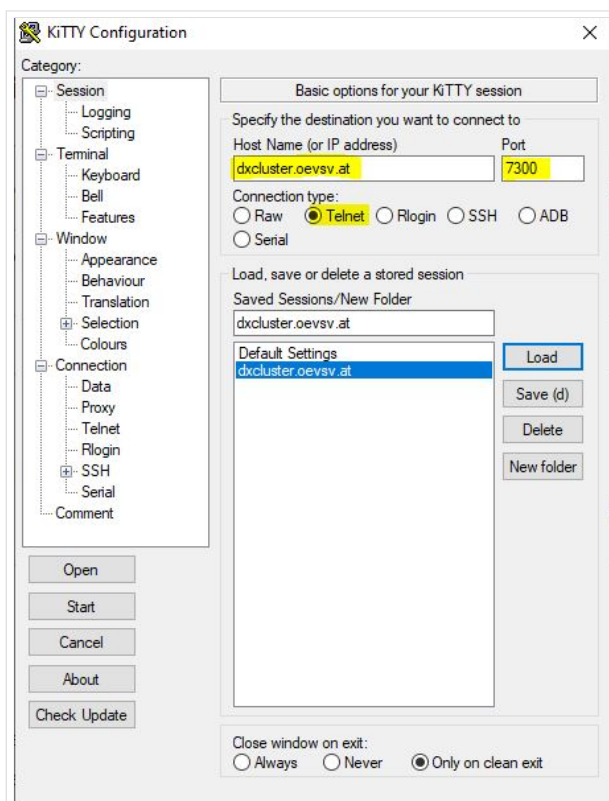 KiTTY Configuration
Category:
Session
Logging
Scripting
Terminal
Keyboard
Bell
Features
Window
Appearance
Behaviour
Translation
Selection
Colours
Connection
Data
Proxy
Telnet
Rlogin
SSH
Serial
Comment
Open
Start
Cancel
About
Check Update
Basic options for your KiTTY session
Specify the destination you want to connect to
Host Name (or IP address) Port
dxcluster.oevsv.at 7300
Connection type:
Raw Telnet Rlogin SSH ADB
Serial
Load, save or delete a stored session
Saved Sessions/New Folder
dxcluster.oevsv.at
Default Settings
dxcluster.oevsv.at
Load
Save (d)
Delete
New folder
Close window on exit:
Always Never Only on clean exit